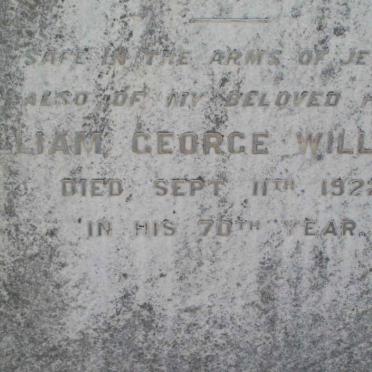 SAFE IN THE ARMS OF JE
ALSO OF MY BELOVED H
LLIAM GEORGE WILL
DIED SEPT 11TH 192
IN HIS 70TH YEAR